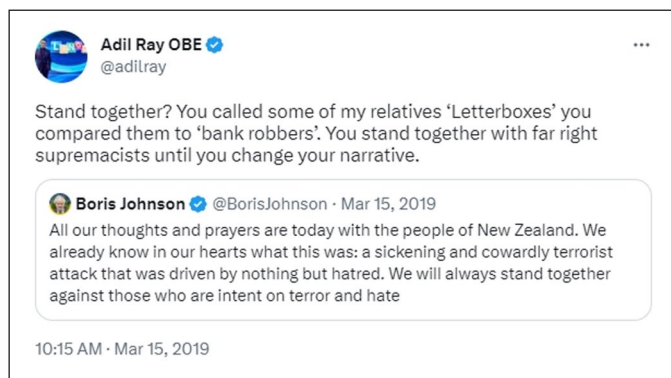 Adil Ray OBE
@adilray
Stand together? You called some of my relatives ‘Letterboxes’ you
compared them to ‘bank robbers’. You stand together with far right
supremacists until you change your narrative.
Boris Johnson @BorisJohnson · Mar 15, 2019
All our thoughts and prayers are today with the people of New Zealand. We
already know in our hearts what this was: a sickening and cowardly terrorist
attack that was driven by nothing but hatred. We will always stand together
against those who are intent on terror and hate
10:15 AM · Mar 15, 2019